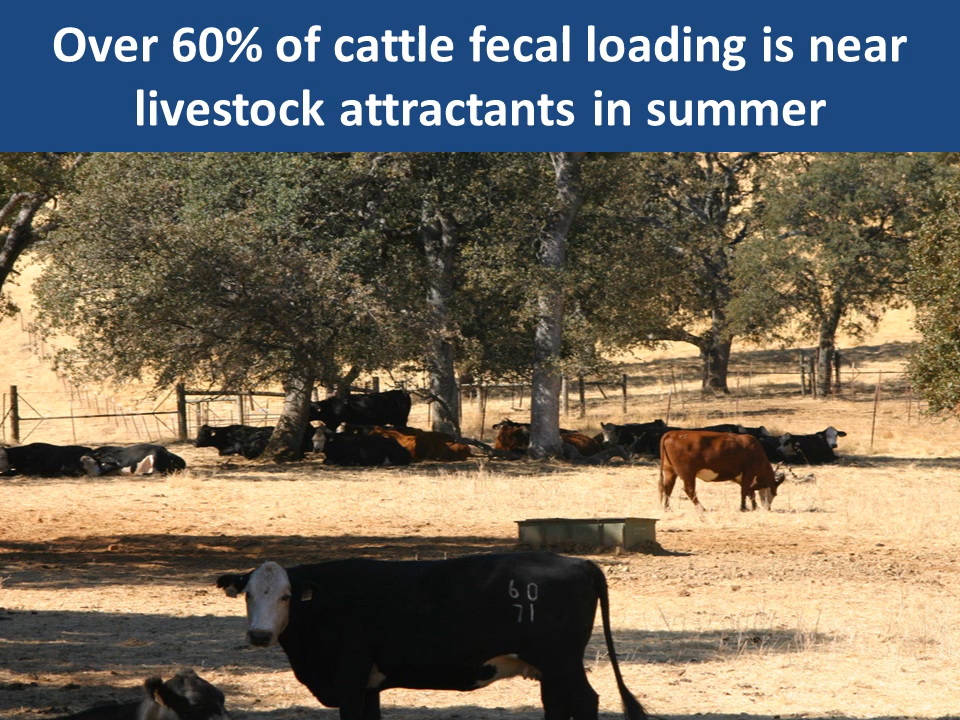 Over 60% of cattle fecal loading is near
livestock attractants in summer
60
71